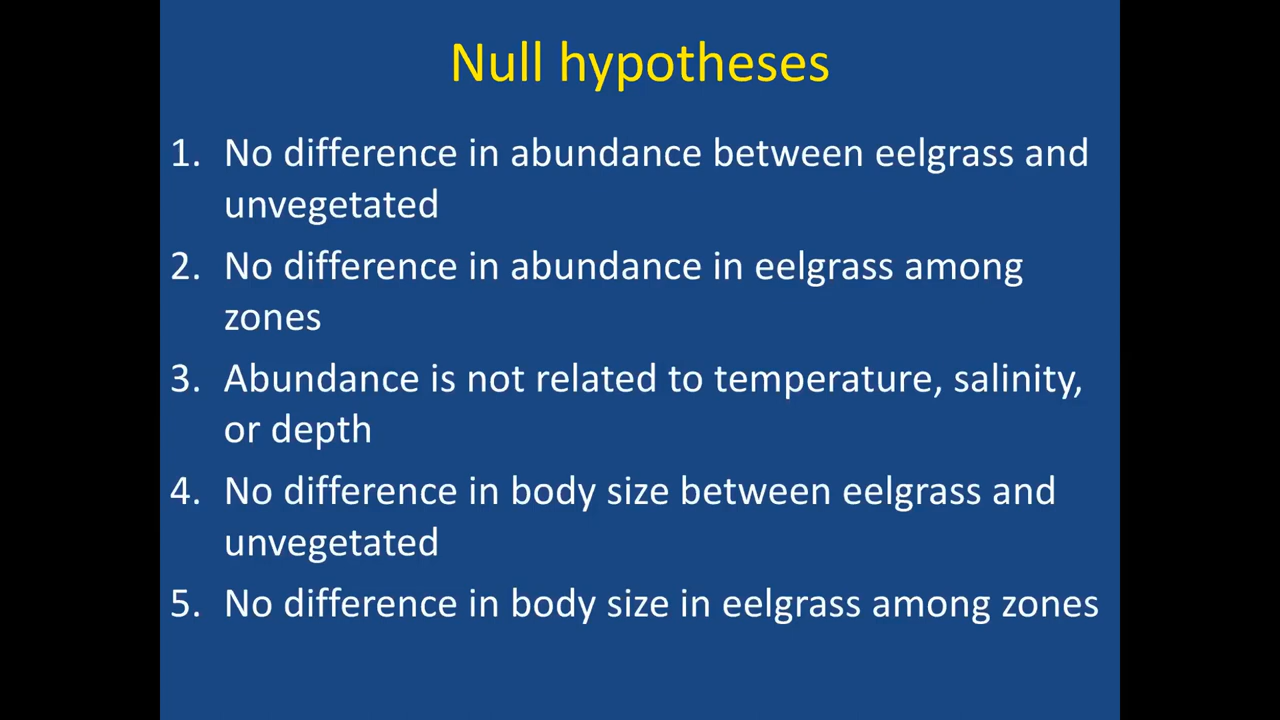 Null hypotheses
1. No difference in abundance between eelgrass and
unvegetated
2. No difference in abundance in eelgrass among
zones
3. Abundance is not related to temperature, salinity,
or depth
4. No difference in body size between eelgrass and
unvegetated
5. No difference in body size in eelgrass among zones